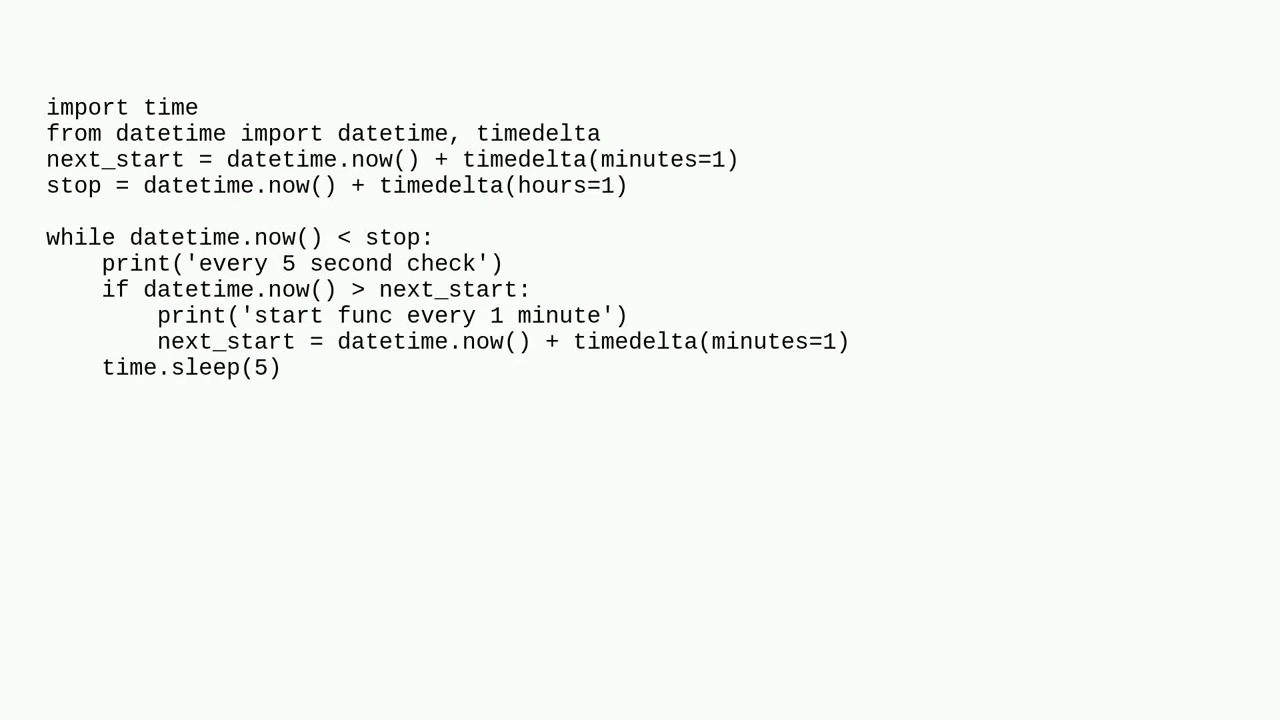 import time
from datetime import datetime, timedelta
next_start = datetime.now() + timedelta(minutes=1)
stop = datetime.now() + timedelta(hours=1)

while datetime.now() < stop:
    print('every 5 second check')
    if datetime.now() > next_start:
        print('start func every 1 minute')
        next_start = datetime.now() + timedelta(minutes=1)
    time.sleep(5)